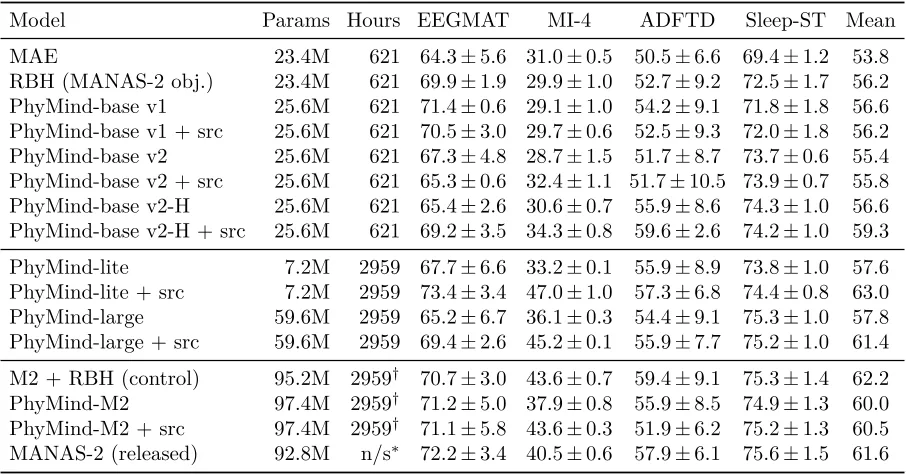 Model Params Hours EEGMAT MI-4 ADFTD Sleep-ST Mean
MAE 23.4M 621 64.3 ± 5.6 31.0 ± 0.5 50.5 ± 6.6 69.4 ± 1.2 53.8
RBH (MANAS-2 obj.) 23.4M 621 69.9 ± 1.9 29.9 ± 1.0 52.7 ± 9.2 72.5 ± 1.7 56.2
PhyMind-base v1 25.6M 621 71.4 ± 0.6 29.1 ± 1.0 54.2 ± 9.1 71.8 ± 1.8 56.6
PhyMind-base v1 + src 25.6M 621 70.5 ± 3.0 29.7 ± 0.6 52.5 ± 9.3 72.0 ± 1.8 56.2
PhyMind-base v2 25.6M 621 67.3 ± 4.8 28.7 ± 1.5 51.7 ± 8.7 73.7 ± 0.6 55.4
PhyMind-base v2 + src 25.6M 621 65.3 ± 0.6 32.4 ± 1.1 51.7 ± 10.5 73.9 ± 0.7 55.8
PhyMind-base v2-H 25.6M 621 65.4 ± 2.6 30.6 ± 0.7 55.9 ± 8.6 74.3 ± 1.0 56.6
PhyMind-base v2-H + src 25.6M 621 69.2 ± 3.5 34.3 ± 0.8 59.6 ± 2.6 74.2 ± 1.0 59.3
PhyMind-lite 7.2M 2959 67.7 ± 6.6 33.2 ± 0.1 55.9 ± 8.9 73.8 ± 1.0 57.6
PhyMind-lite + src 7.2M 2959 73.4 ± 3.4 47.0 ± 1.0 57.3 ± 6.8 74.4 ± 0.8 63.0
PhyMind-large 59.6M 2959 65.2 ± 6.7 36.1 ± 0.3 54.4 ± 9.1 75.3 ± 1.0 57.8
PhyMind-large + src 59.6M 2959 69.4 ± 2.6 45.2 ± 0.1 55.9 ± 7.7 75.2 ± 1.0 61.4
M2 + RBH (control) 95.2M 2959† 70.7 ± 3.0 43.6 ± 0.7 59.4 ± 9.1 75.3 ± 1.4 62.2
PhyMind-M2 97.4M 2959† 71.2 ± 5.0 37.9 ± 0.8 55.9 ± 8.5 74.9 ± 1.3 60.0
PhyMind-M2 + src 97.4M 2959† 71.1 ± 5.8 43.6 ± 0.3 51.9 ± 6.2 75.2 ± 1.3 60.5
MANAS-2 (released) 92.8M n/s* 72.2 ± 3.4 40.5 ± 0.6 57.9 ± 6.1 75.6 ± 1.5 61.6